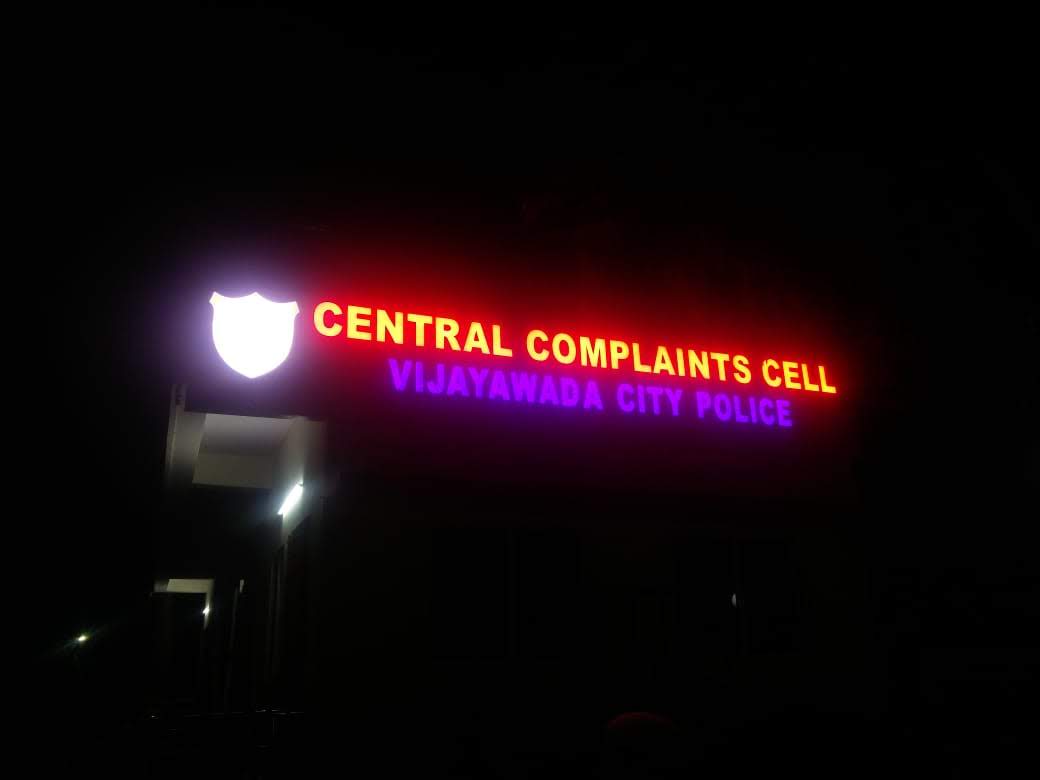 CENTRAL COMPLAINTS CELL
VIJAYAWADA CITY POLICE